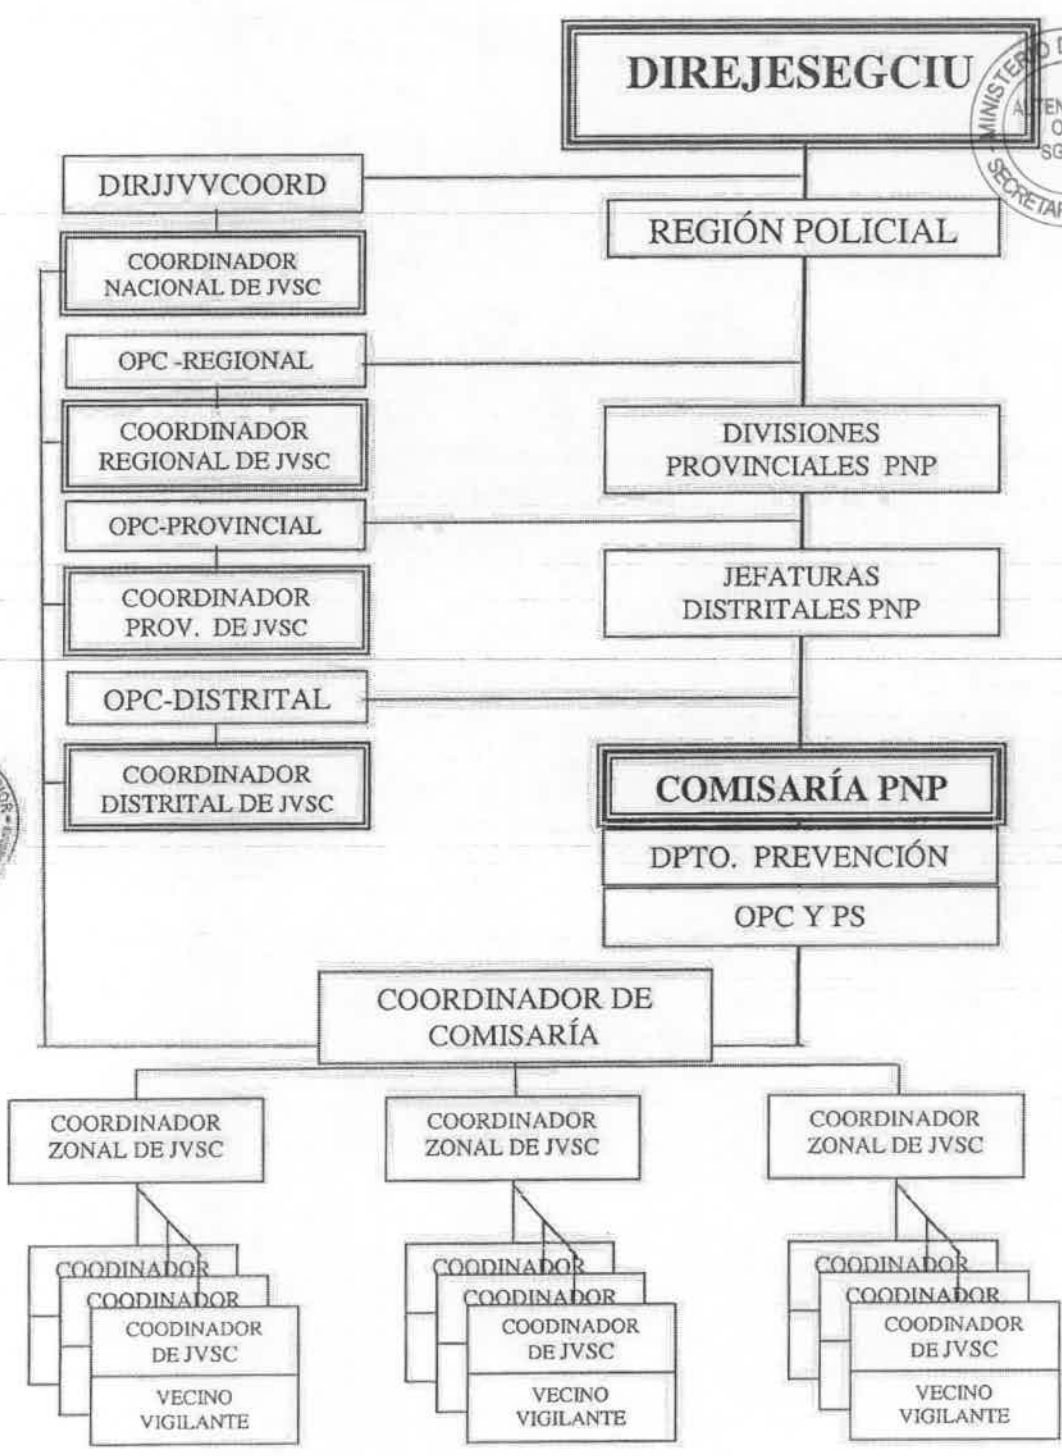 DIREJESEGCIU
MINISTERIO D
SECRETAR
DIRJJVVCOORD
REGIÓN POLICIAL
COORDINADOR
NACIONAL DE JVSC
OPC -REGIONAL
COORDINADOR
REGIONAL DE JVSC
DIVISIONES
PROVINCIALES PNP
OPC-PROVINCIAL
COORDINADOR
PROV. DE JVSC
JEFATURAS
DISTRITALES PNP
OPC-DISTRITAL
COORDINADOR
DISTRITAL DE JVSC
COMISARÍA PNP
DPTO. PREVENCIÓN
OPC Y PS
COORDINADOR DE
COMISARÍA
COORDINADOR
ZONAL DE JVSC
COORDINADOR
ZONAL DE JVSC
COORDINADOR
ZONAL DE JVSC
COODINADOR
COODINADOR
COODINADOR
DE JVSC
VECINO
VIGILANTE
COODINADOR
COODINADOR
COODINADOR
DE JVSC
VECINO
VIGILANTE
COODINADOR
COODINADOR
COODINADOR
DE JVSC
VECINO
VIGILANTE